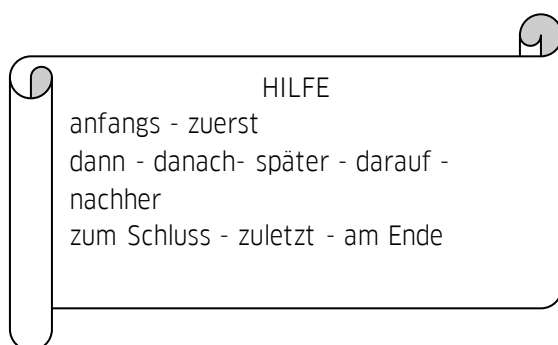 HILFE
anfangs - zuerst
dann - danach- später - darauf -
nachher
zum Schluss - zuletzt - am Ende